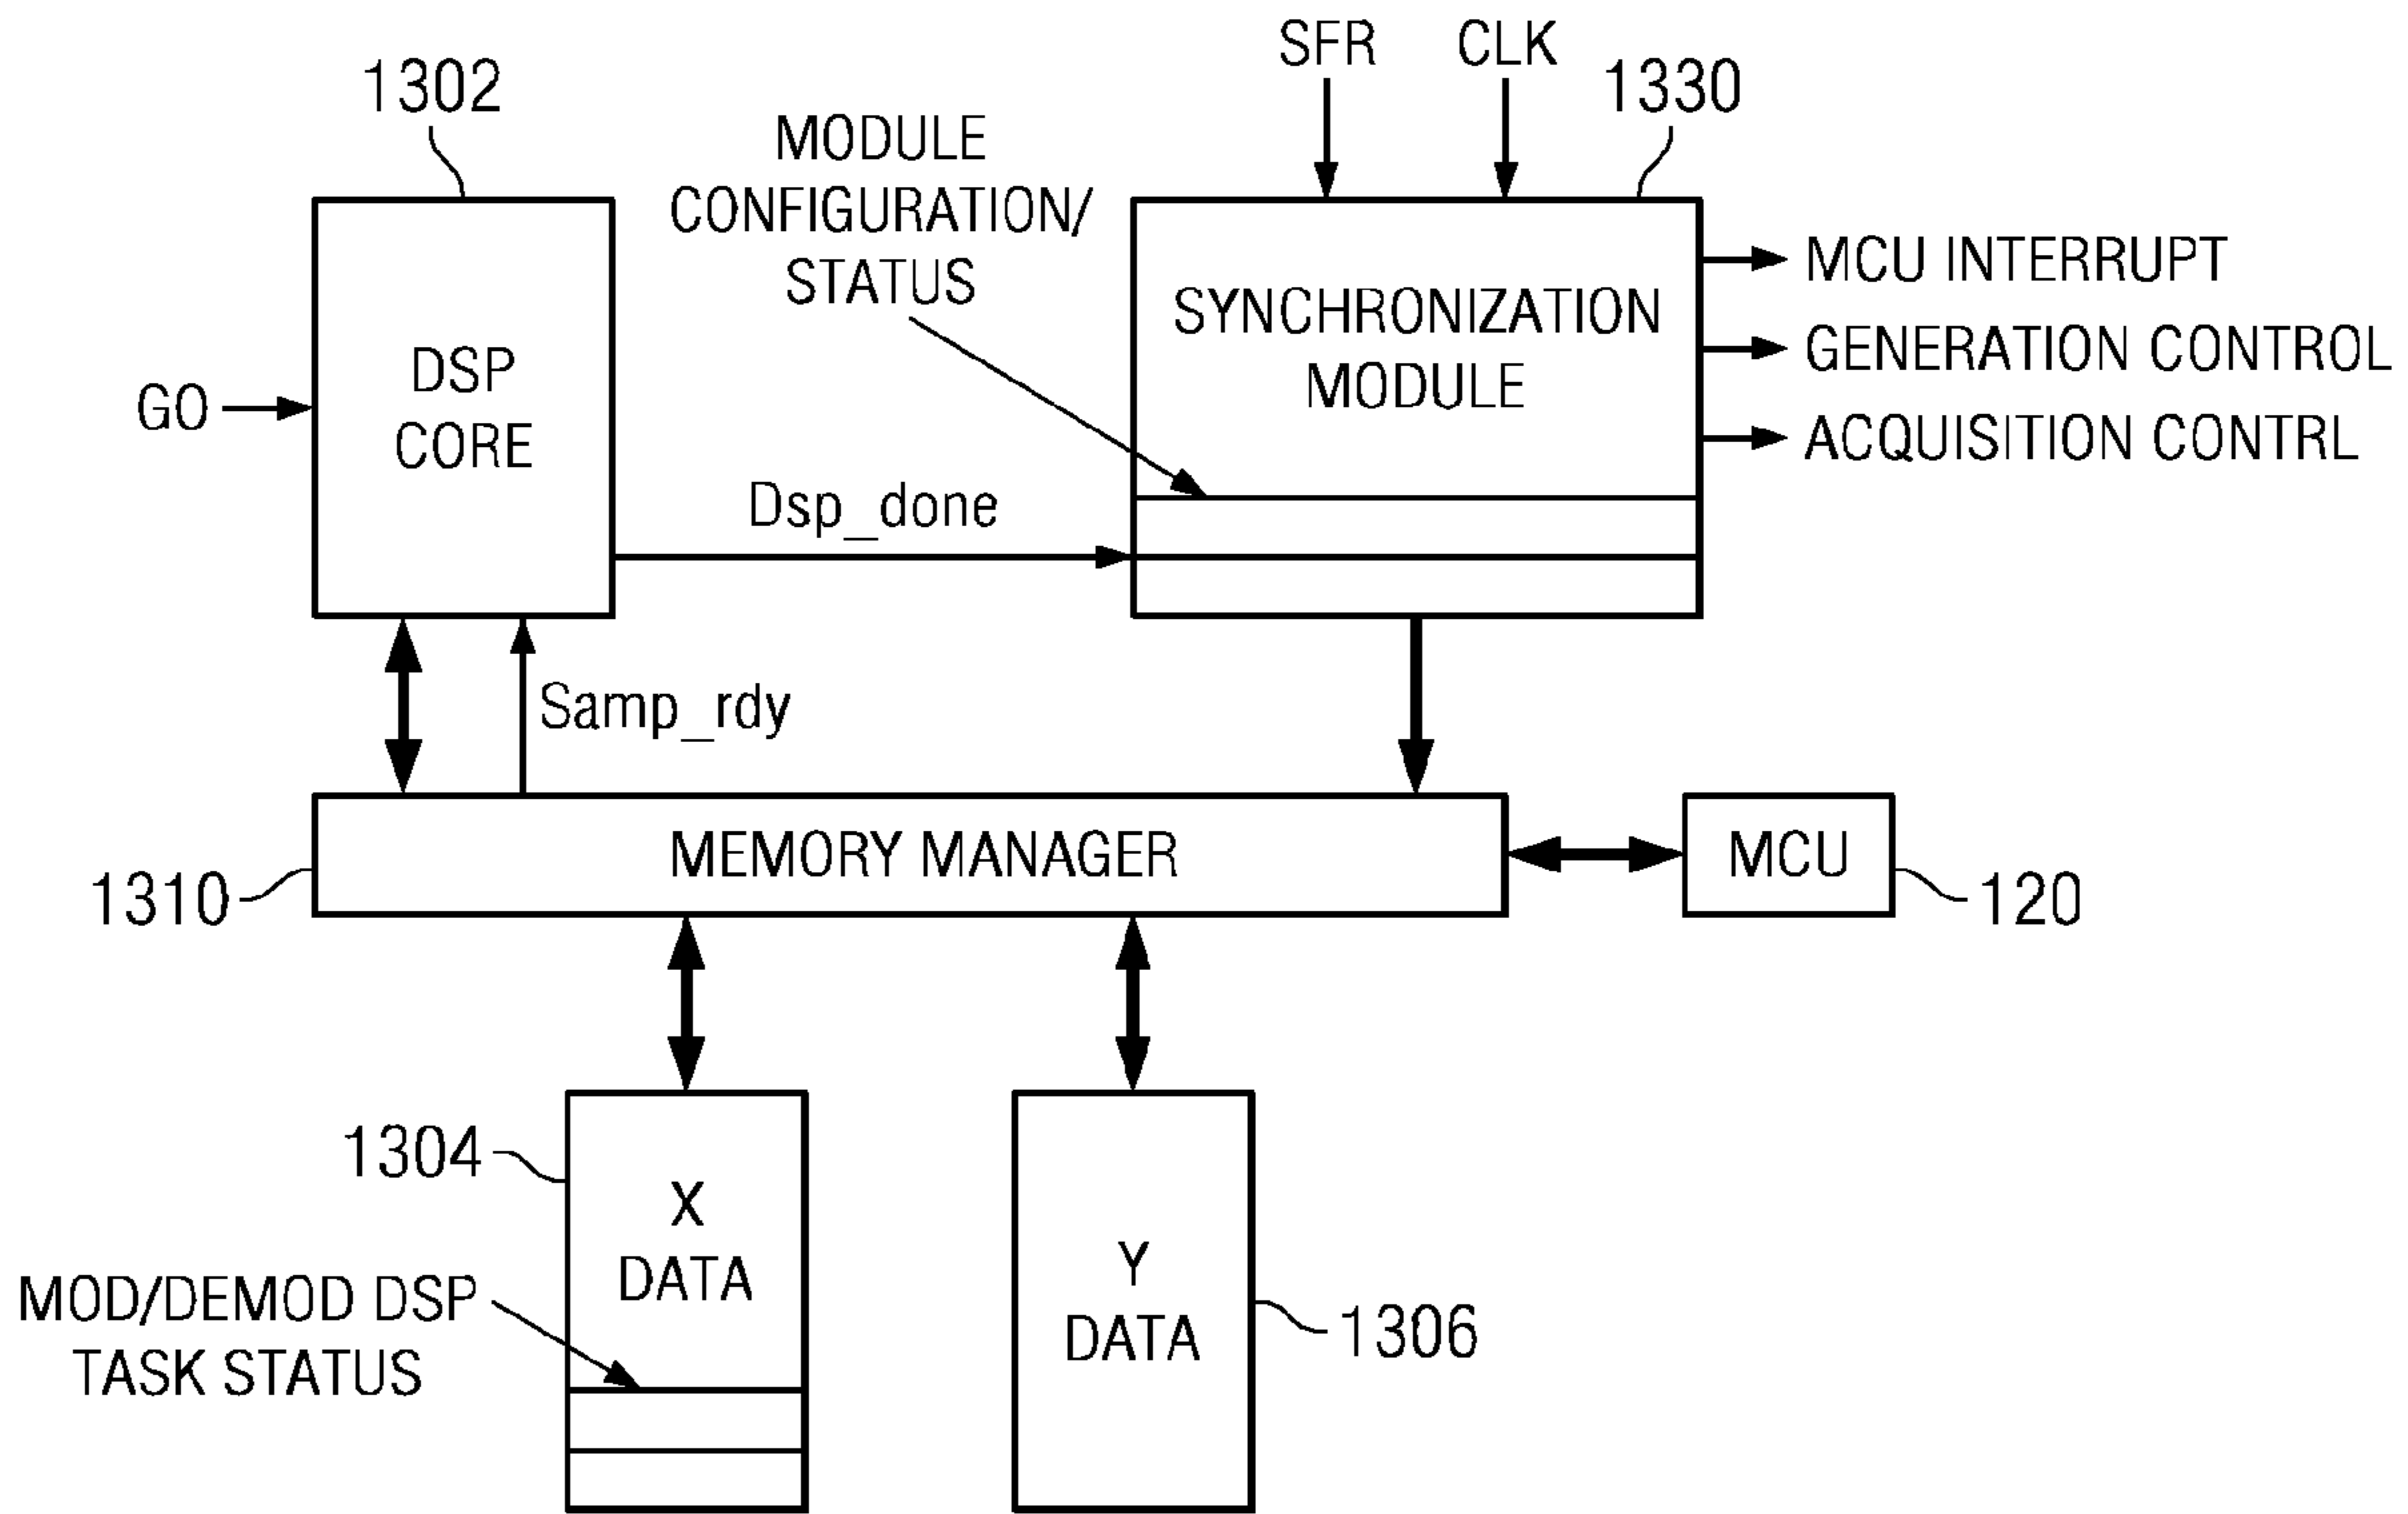 SFR
CLK
1302
1330
MODULE
CONFIGURATION/
STATUS
MCU INTERRUPT
SYNCHRONIZATION
MODULE
GENERATION CONTROL
ACQUISITION CONTRL
DSP
CORE
GO
Dsp_done
Samp_rdy
MEMORY MANAGER
MCU
1310
120
1304
X
DATA
Y
DATA
MOD/DEMOD DSP
TASK STATUS
1306